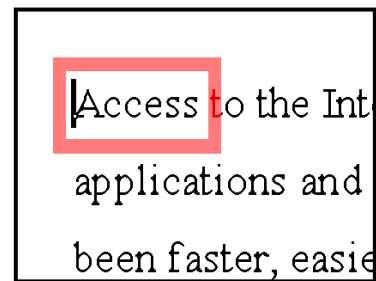 Access to the Int
applications and
been faster, easie